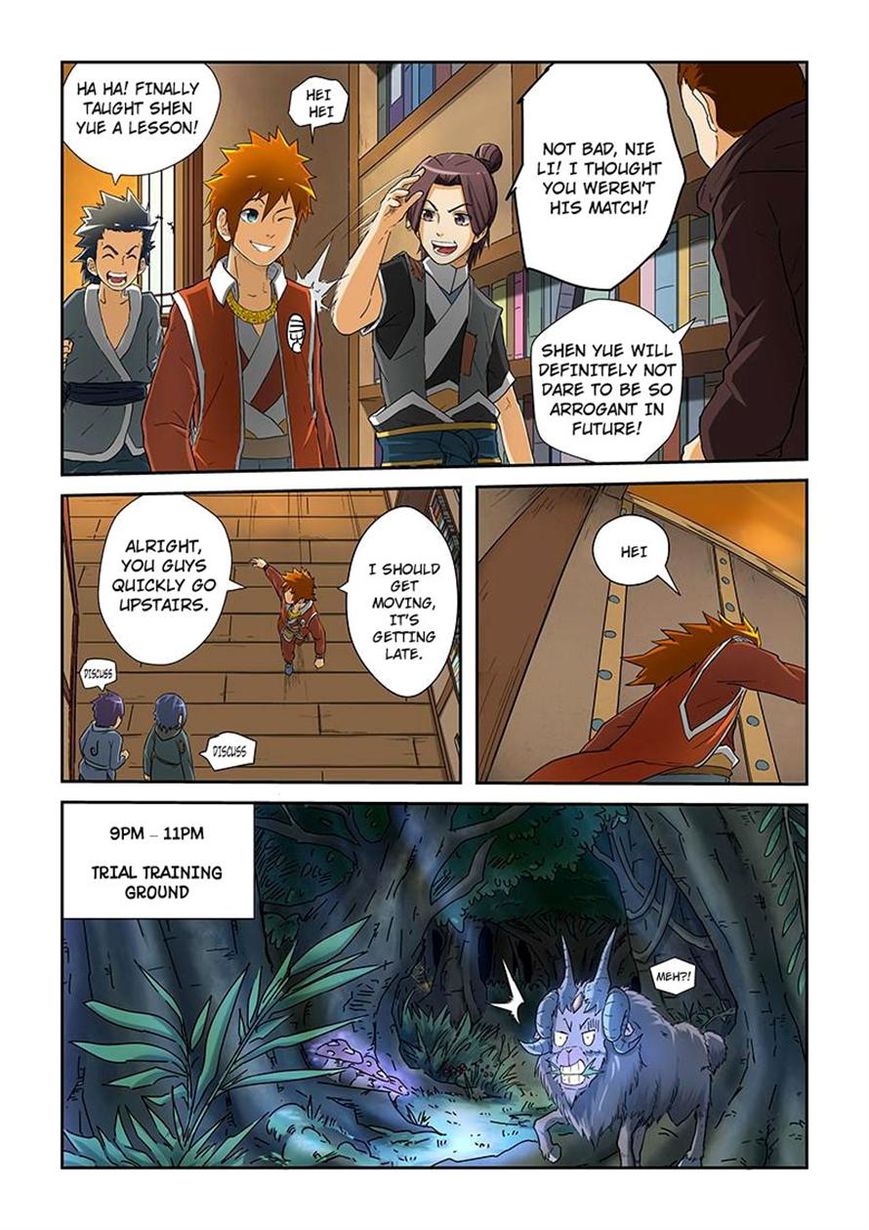 HA HA! FINALLY
TAUGHT SHEN
YUE A LESSON!
HEI
HEI
NOT BAD, NIE
LI! I THOUGHT
YOU WEREN'T
HIS MATCH!
SHEN YUE WILL
DEFINITELY NOT
DARE TO BE SO
ARROGANT IN
FUTURE!
ALRIGHT,
YOU GUYS
QUICKLY GO
UPSTAIRS.
I SHOULD
GET
MOVING,
IT'S
GETTING
LATE.
DISCUSS
DISCUSS
HEI
9PM – 11PM
TRIAL TRAINING
GROUND
MEH?!